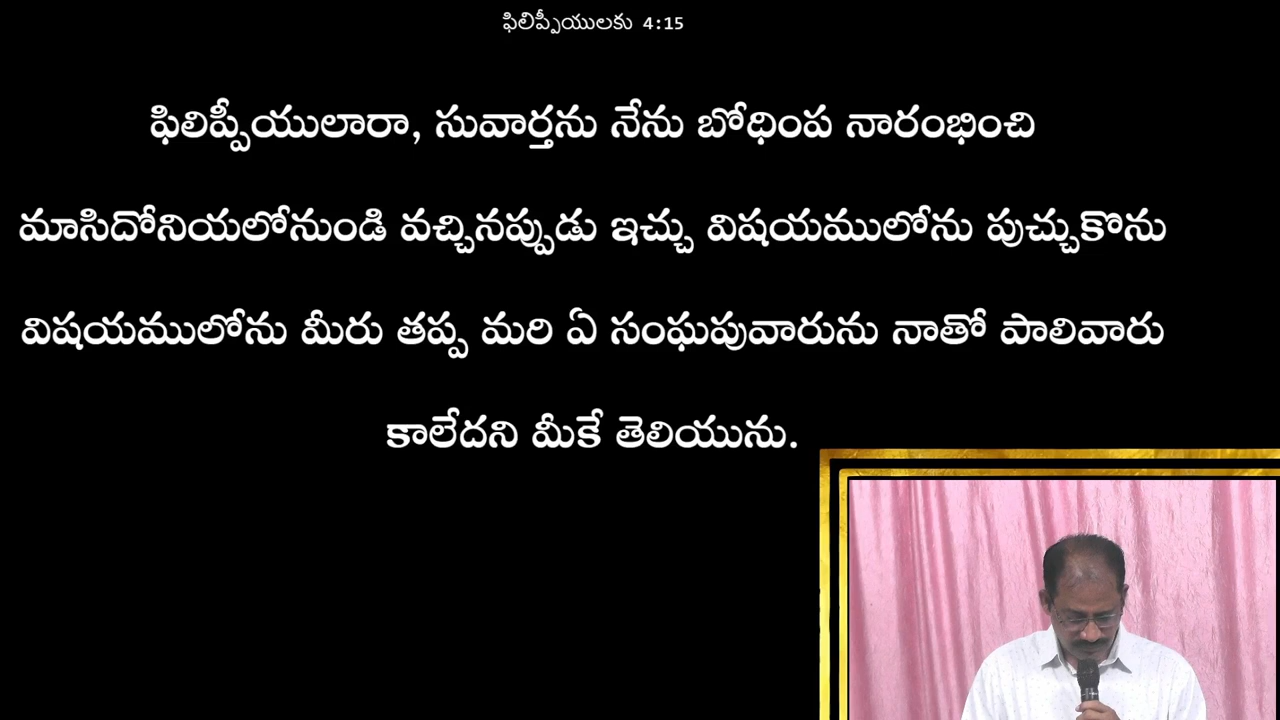 ఫిలిప్పీయులకు 4:15
ఫిలిప్పీయులారా, సువార్తను నేను బోధింప నారంభించి
మాసిదోనియలోనుండి వచ్చినప్పుడు ఇచ్చు విషయములోను పుచ్చుకొను
విషయములోను మీరు తప్ప మరి ఏ సంఘపువారును నాతో పాలివారు
కాలేదని మీకే తెలియును.